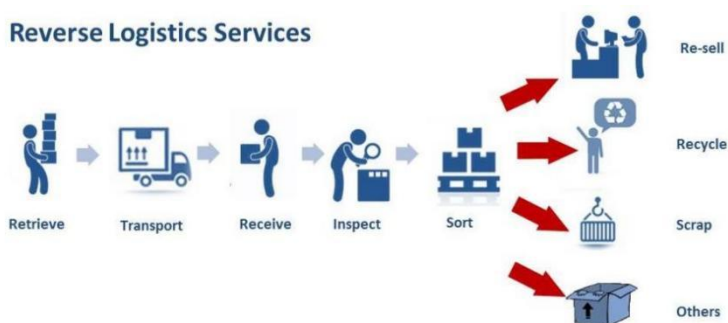 Reverse Logistics Services
Re-sell
Recycle
Retrieve
Transport
Receive
Inspect
Sort
Scrap
Others